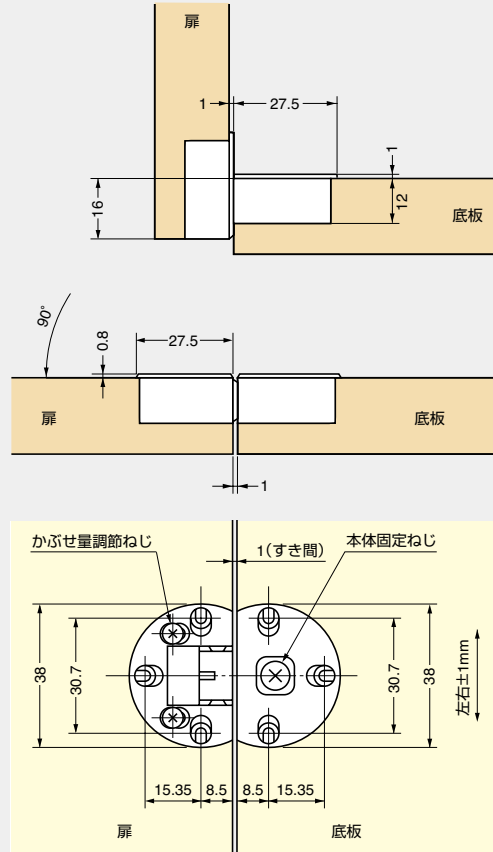 扉
1
27.5
1
16
12
底板
90°
0.8
27.5
扉
底板
1
かぶせ量調節ねじ
1(すき間)
本体固定ねじ
38
30.7
30.7
38
左右±1mm
15.35
8.5
8.5
15.35
扉
底板